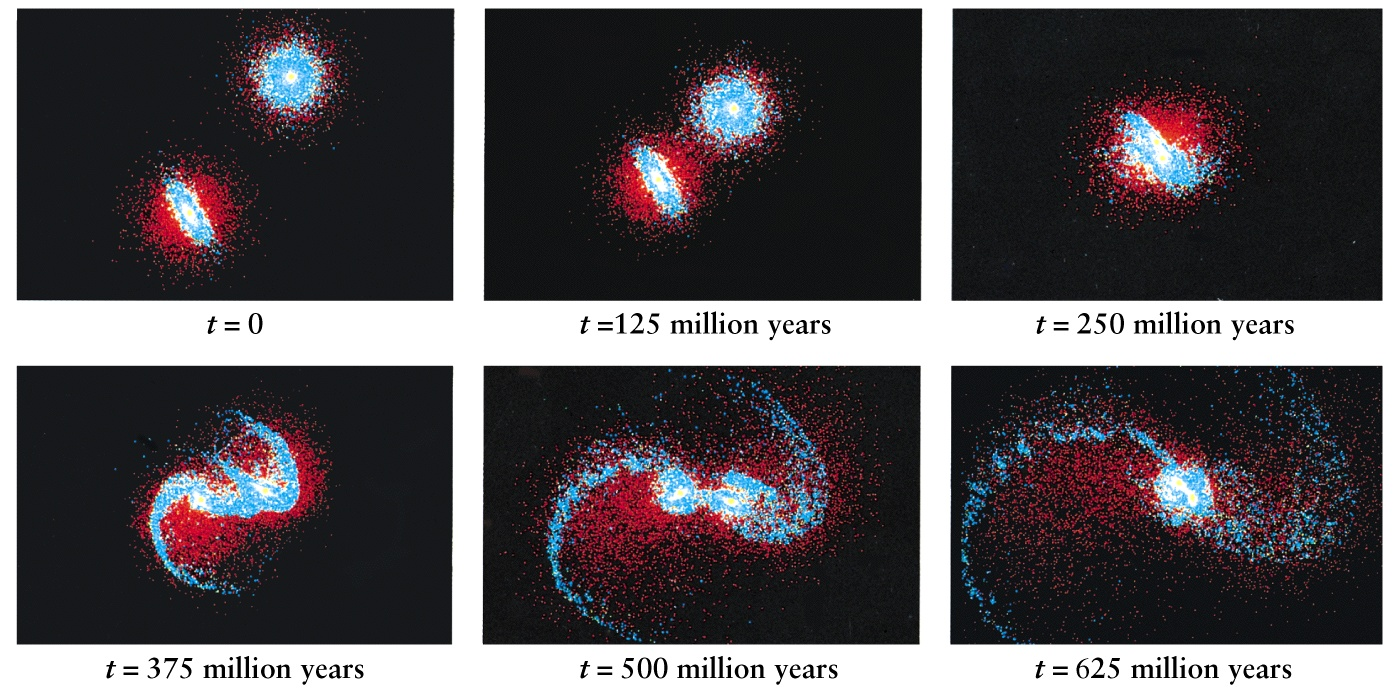 t = 0
t =125 million years
t = 250 million years
t = 375 million years
t = 500 million years
t = 625 million years